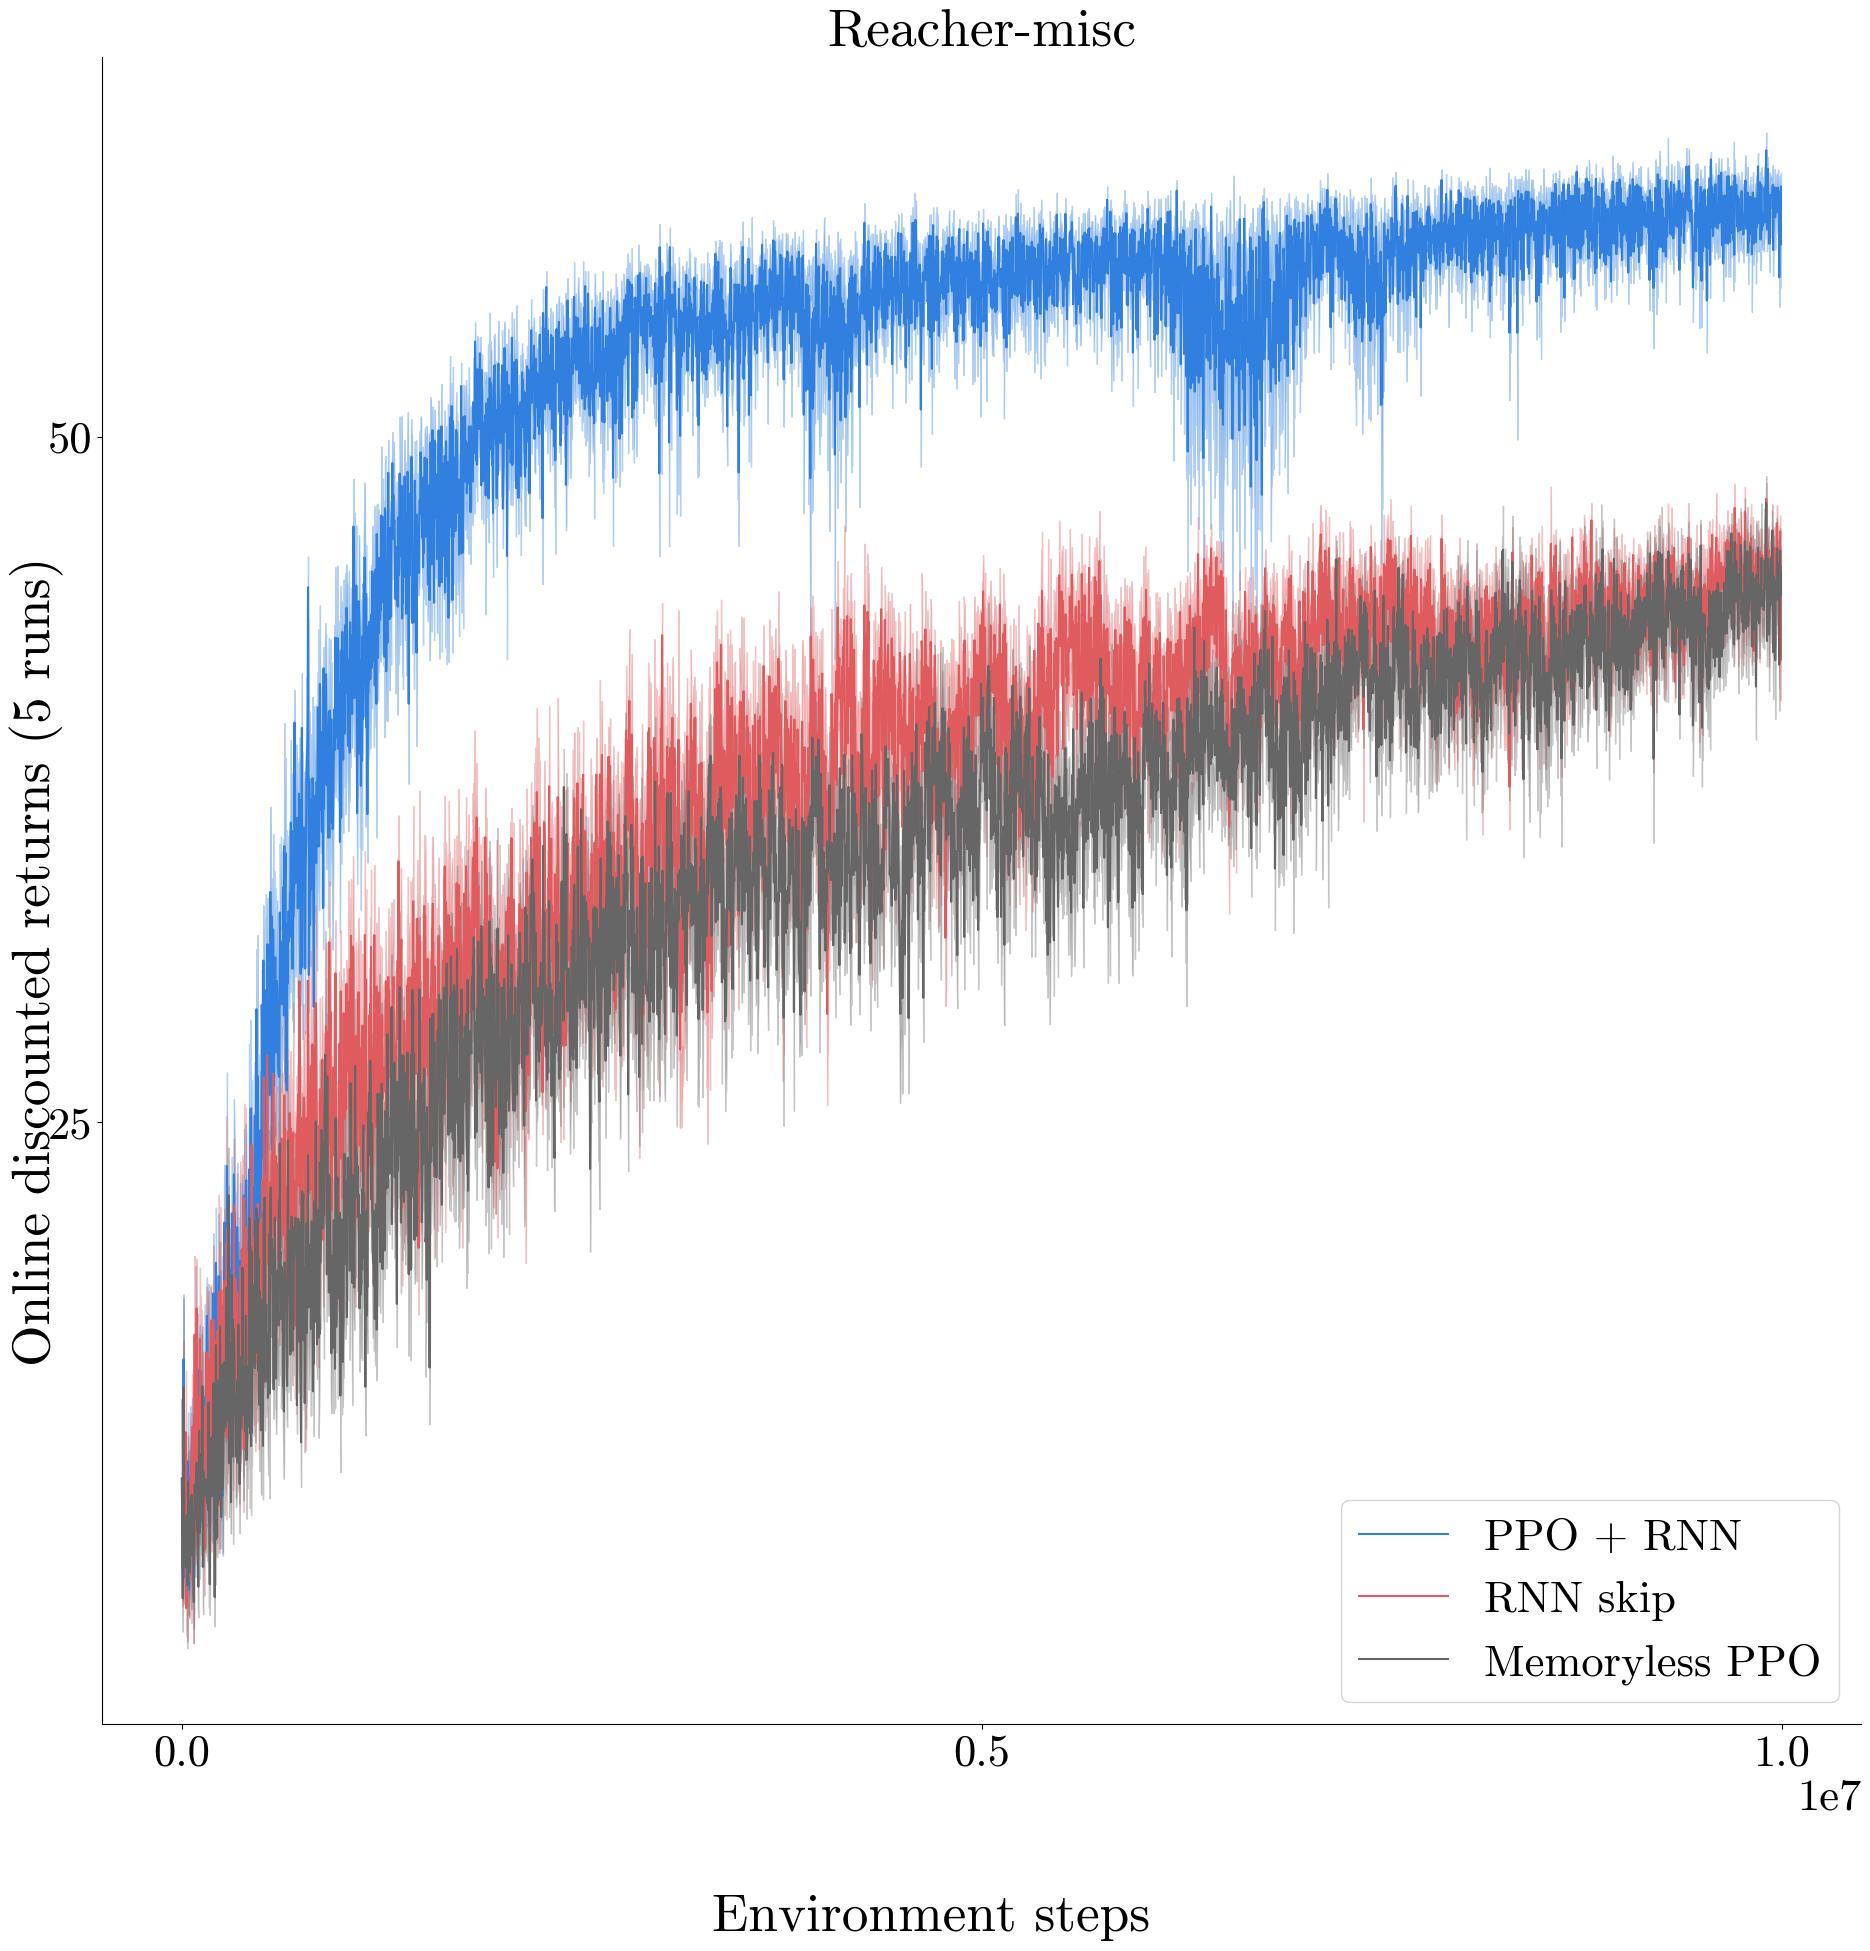 Reacher-misc
Online discounted returns (5 runs)
50
25
PPO + RNN
RNN skip
Memoryless PPO
0.0
0.5
1.0
1e7
Environment steps